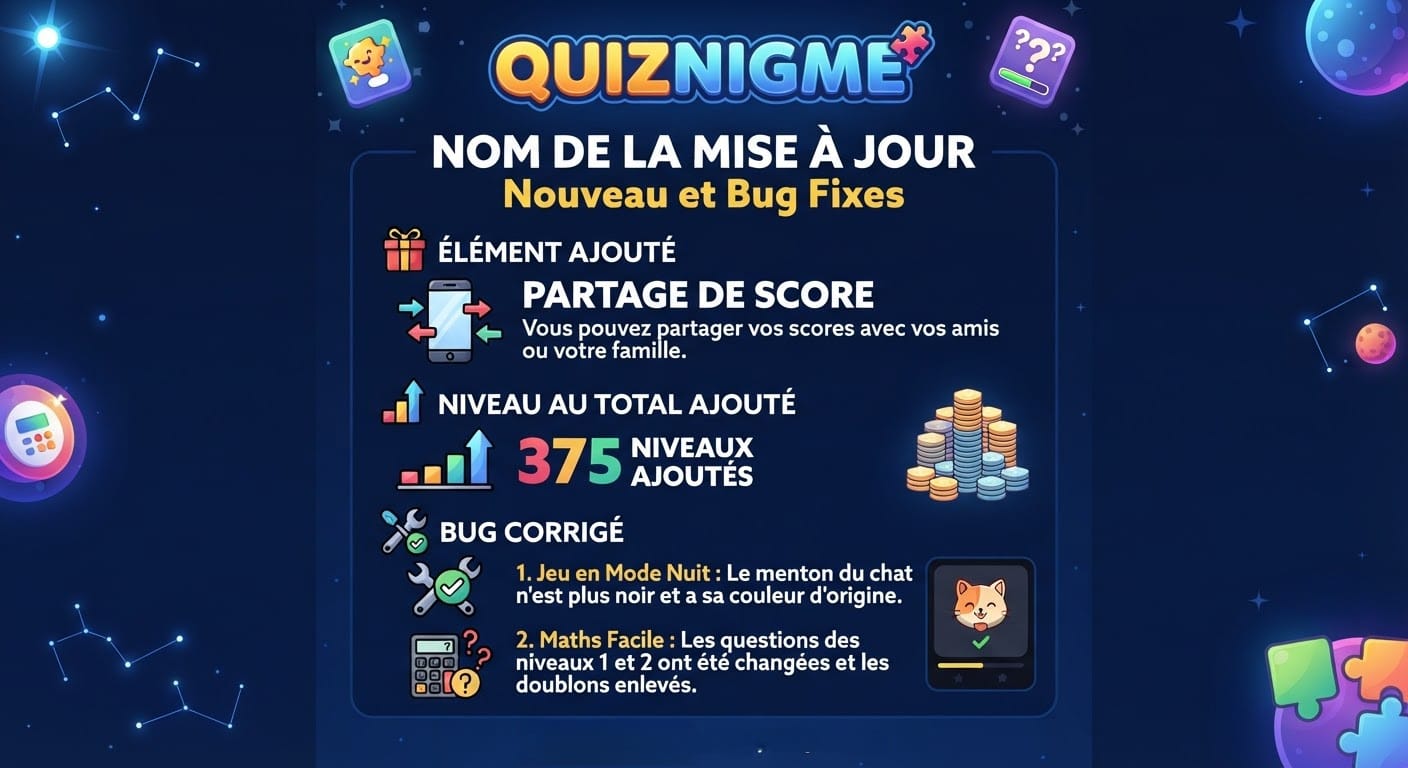 QUIZNIGME
???
NOM DE LA MISE À JOUR
Nouveau et Bug Fixes
ÉLÉMENT AJOUTÉ
PARTAGE DE SCORE
Vous pouvez partager vos scores avec vos amis
ou votre famille.
NIVEAU AU TOTAL AJOUTÉ
375 NIVEAUX
AJOUTÉS
BUG CORRIGÉ
1. Jeu en Mode Nuit : Le menton du chat
n'est plus noir et a sa couleur d'origine.
2. Maths Facile : Les questions des
niveaux 1 et 2 ont été changées et les
doublons enlevés.